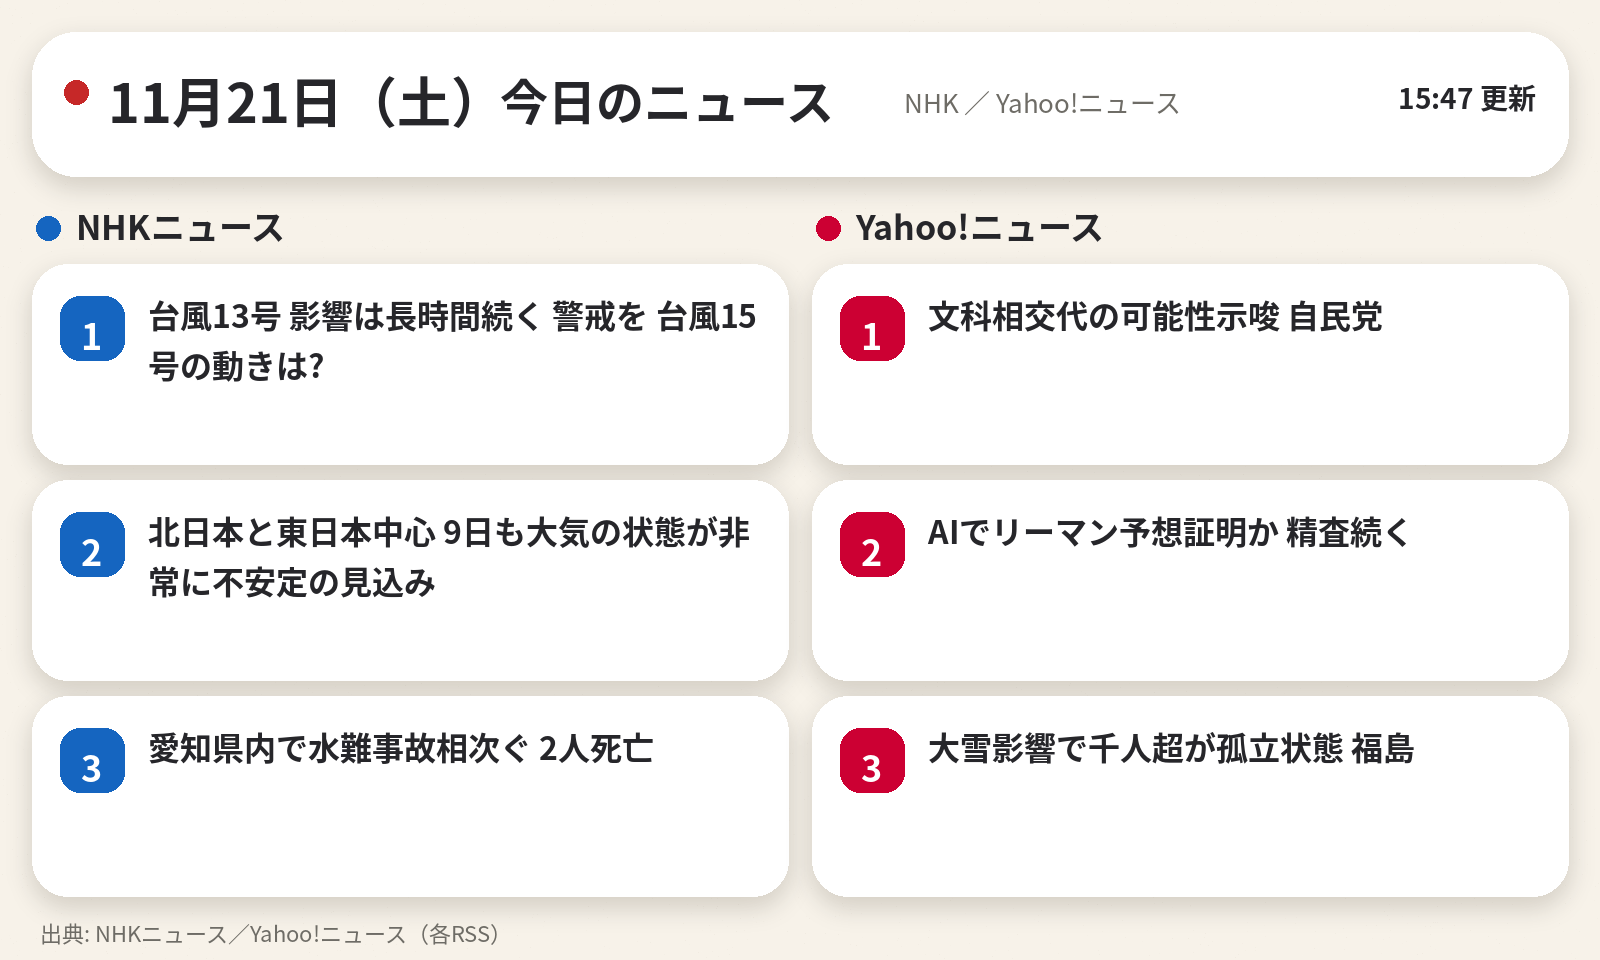 11月21日（土）今日のニュース
NHK ／ Yahoo!ニュース
15:47 更新
NHKニュース
1
台風13号 影響は長時間続く 警戒を 台風15
号の動きは?
2
北日本と東日本中心 9日も大気の状態が非
常に不安定の見込み
3
愛知県内で水難事故相次ぐ 2人死亡
Yahoo!ニュース
1
文科相交代の可能性示唆 自民党
2
AIでリーマン予想証明か 精査続く
3
大雪影響で千人超が孤立状態 福島
出典: NHKニュース／Yahoo!ニュース（各RSS）